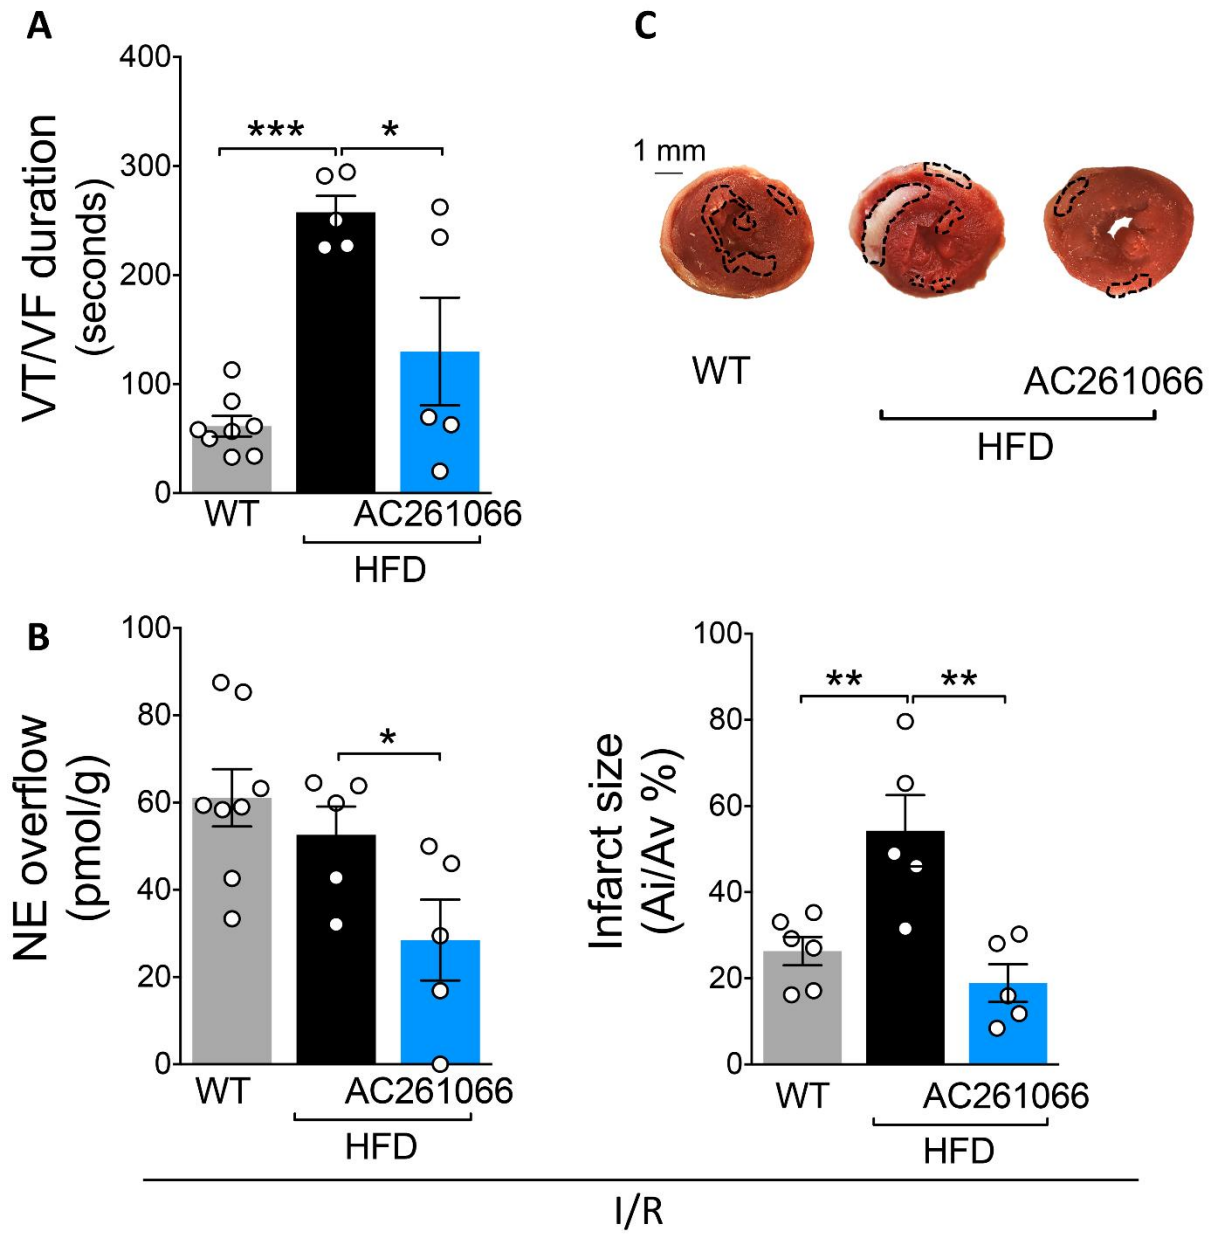 A
VT/VF duration
(seconds)
400
300
200
100
0
*** *
WT AC261066
HFD
C
1 mm
WT
AC261066
HFD
B
NE overflow
(pmol/g)
100
80
60
40
20
0
*
WT AC261066
HFD
Infarct size
(Ai/Av %)
100
80
60
40
20
0
** **
WT AC261066
HFD
I/R